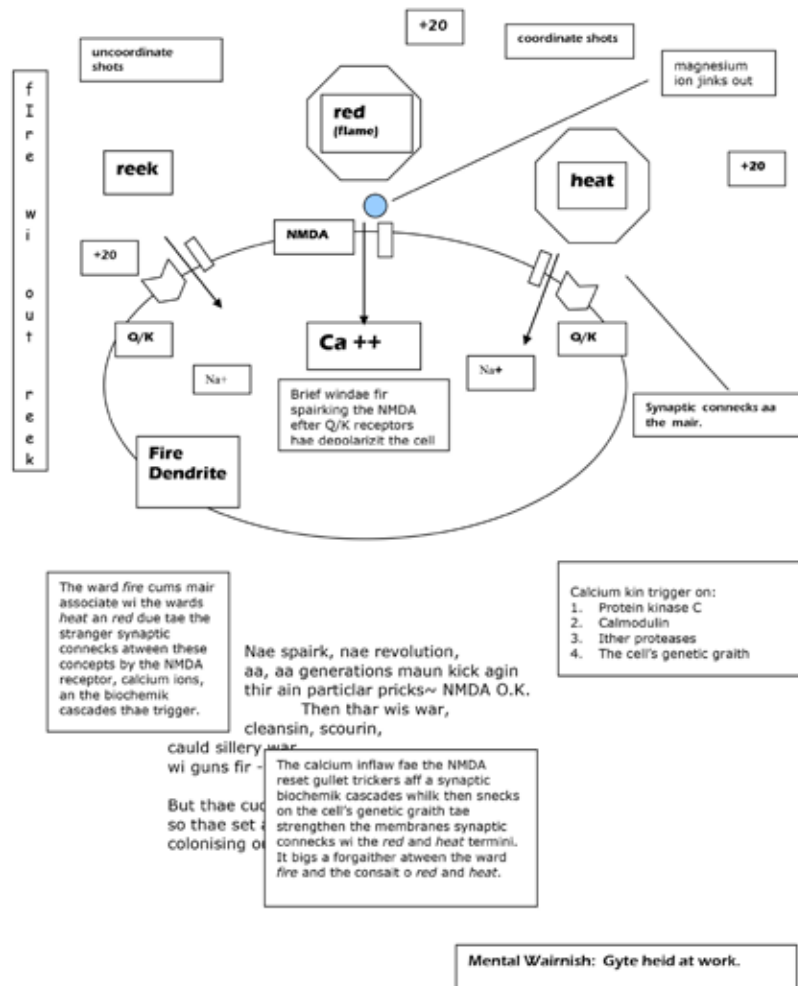 +20
uncoordinate
shots
coordinate shots
magnesium
ion jinks out
fIre wi out reek
red
(flame)
reek
heat
+20
NMDA
+20
Q/K
Ca ++
Q/K
Na+
Na+
Brief windae fir
spairking the NMDA
efter Q/K receptors
hae depolarizit the cell
Synaptic connects aa
the mair.
Fire
Dendrite
The ward fire cums mair
associate wi the wards
heat an red due tae the
stranger synaptic
connecks atween these
concepts by the NMDA
receptor, calcium ions,
an the biochemik
cascades thae trigger.
Calcium kin trigger on:
1. Protein kinase C
2. Calmodulin
3. Ither proteases
4. The cell's genetic graith
Nae spairk, nae revolution,
aa, aa generations maun kick agin
thir ain particlar pricks~ NMDA O.K.
Then thar wis war,
cleansin, scourin,
cauld sillery war
wi guns fir -
But thae
so thae set
colonising
The calcium inflaw fae the NMDA
reset gullet trickers aff a synaptic
biochemik cascades whilk then snecks
on the cell's genetic graith tae
strengthen the membranes synaptic
connecks wi the red and heat termini.
It bigs a forgaither atween the ward
fire and the consait o red and heat.
Mental Wairnish: Gyte heid at work.